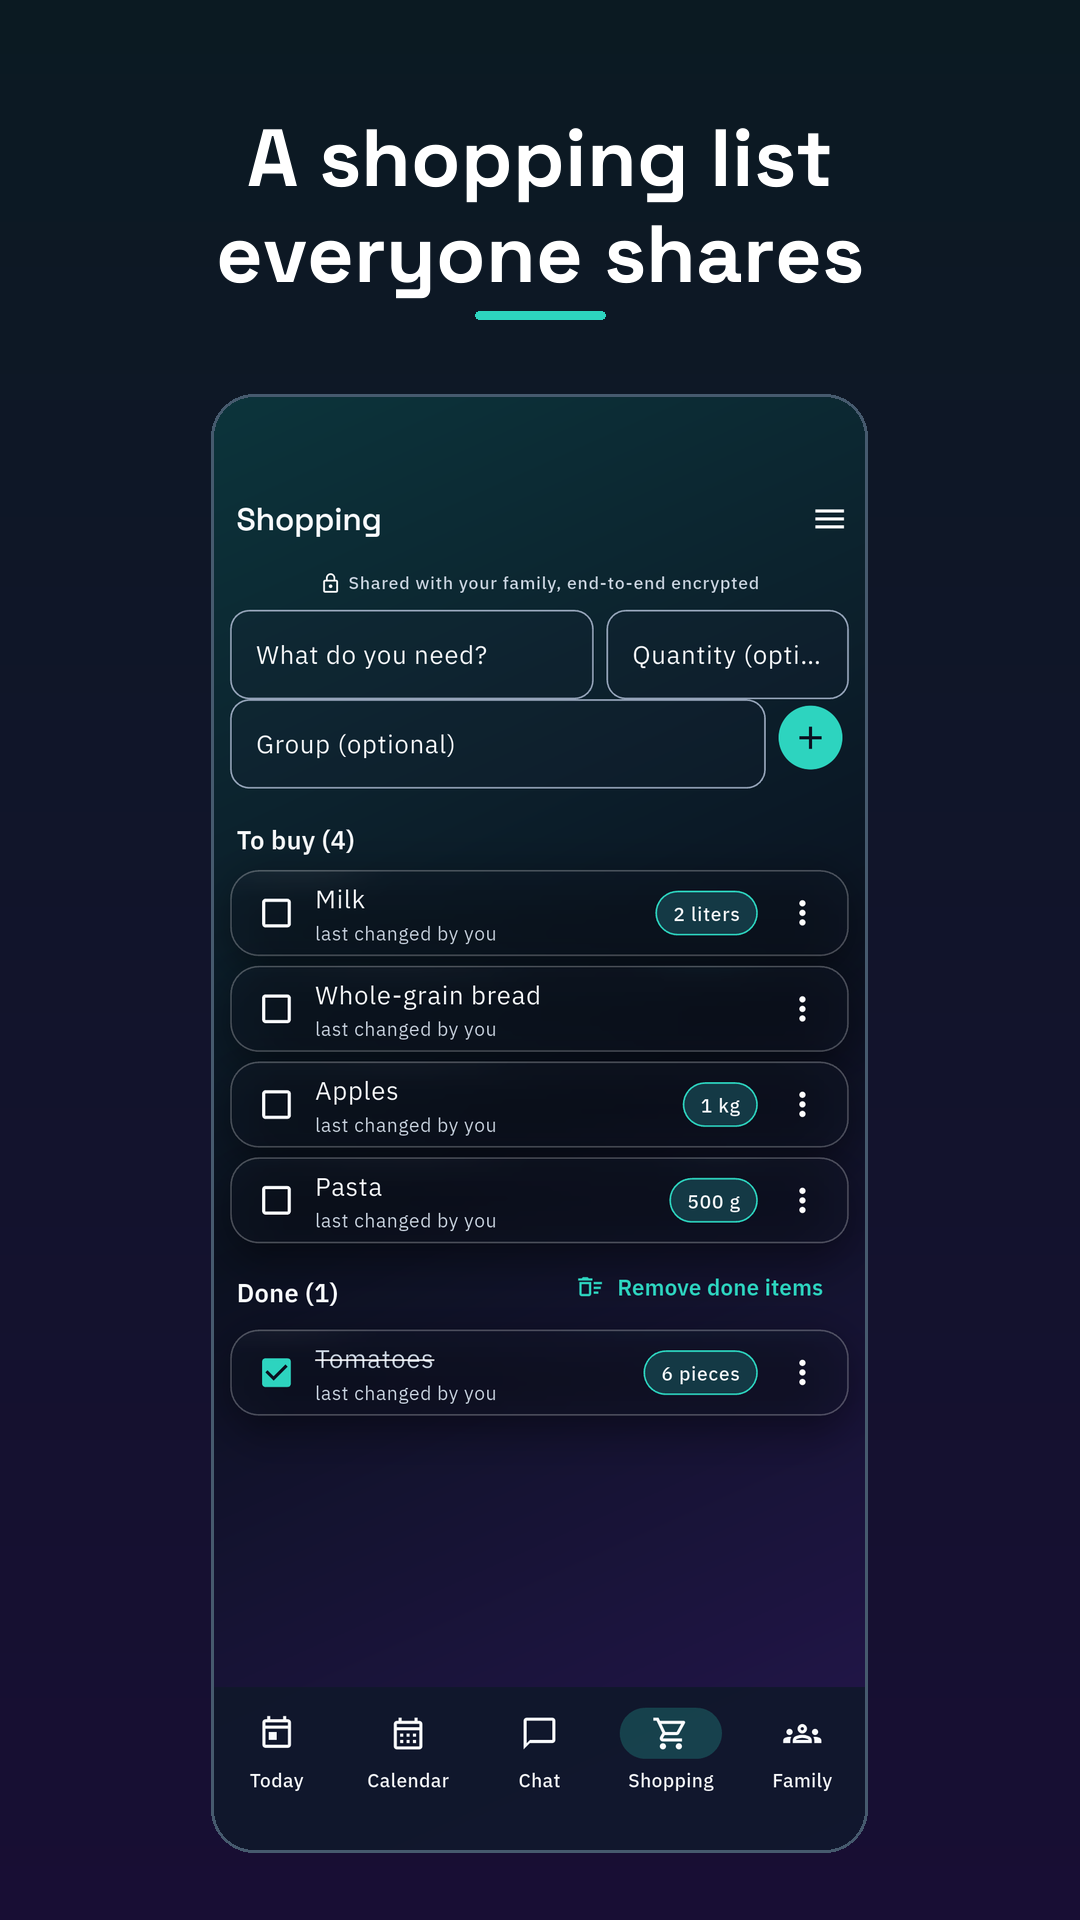 A shopping list
everyone shares
Shopping
Shared with your family, end-to-end encrypted
What do you need?
Quantity (opti...
Group (optional)
To buy (4)
Milk
last changed by you
2 liters
Whole-grain bread
last changed by you
Apples
last changed by you
1 kg
Pasta
last changed by you
500 g
Done (1)
Remove done items
Tomatoes
last changed by you
6 pieces
Today
Calendar
Chat
Shopping
Family